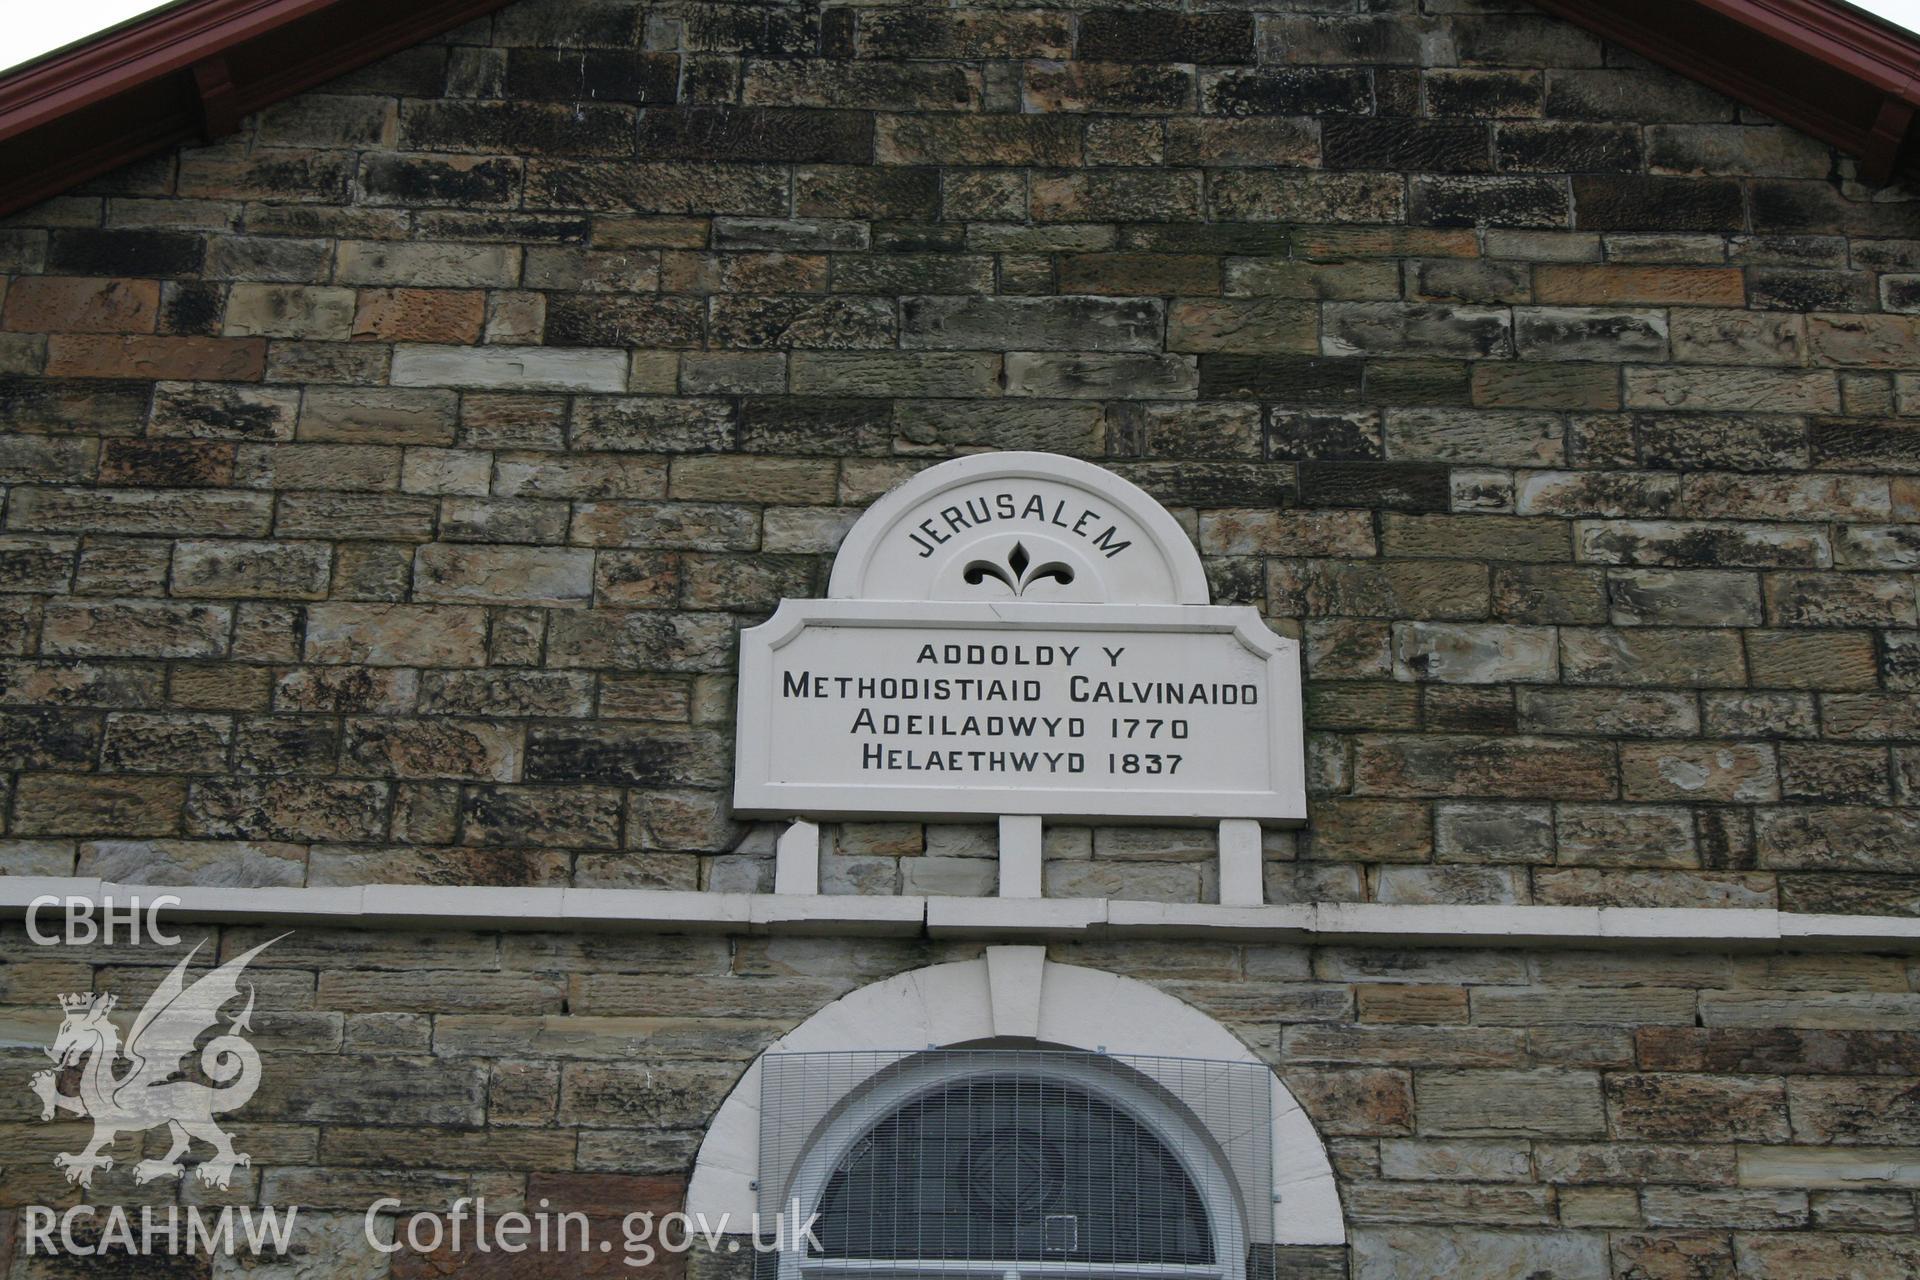 JERUSALEM
ADDOLDY Y
METHODISTIAID CALVINAIDD
ADEILADWYD 1770
HELAETHWYD 1837
CBHC
RCAHMW
Coflein.gov.uk